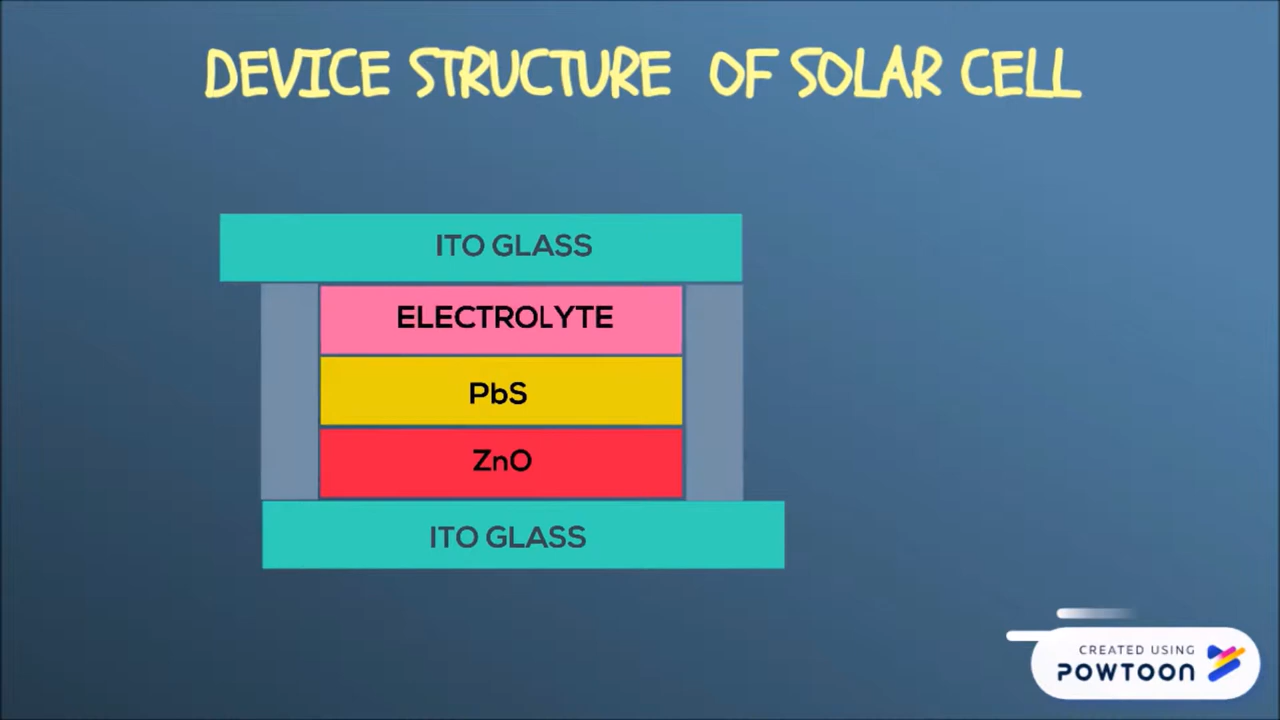 DEVICE STRUCTURE OF SOLAR CELL
ITO GLASS
ELECTROLYTE
PbS
ZnO
ITO GLASS
CREATED USING
POWTOON